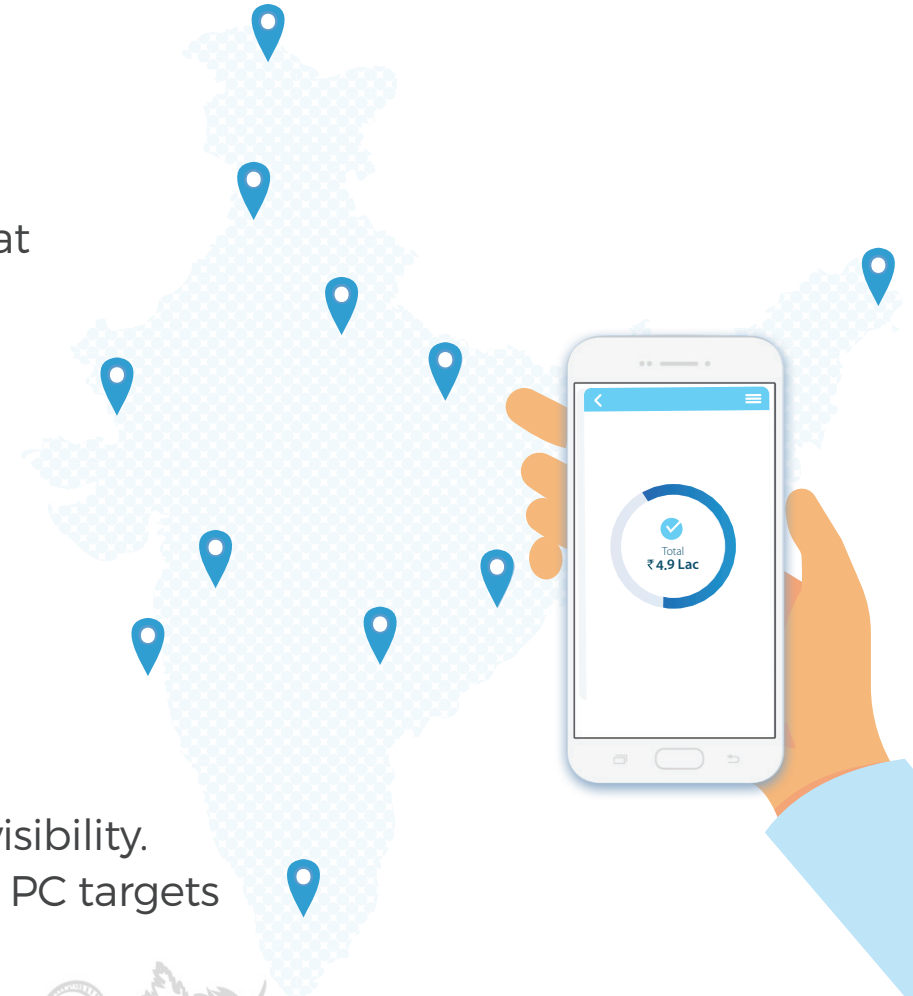 at
Total
₹ 4.9 Lac
visibility.
PC targets